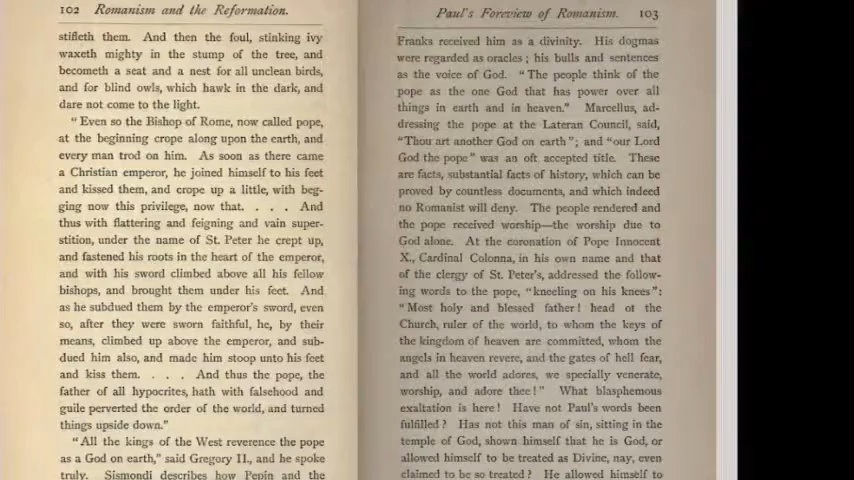 102 Romanism and the Reformation.
stifleth them. And then the foul, stinking ivy
waxeth mighty in the stump of the tree, and
becometh a seat and a nest for all unclean birds,
and for blind owls, which hawk in the dark, and
dare not come to the light.
"Even so the Bishop of Rome, now called pope,
at the beginning crope along upon the earth, and
every man trod on him. As soon as there came
a Christian emperor, he joined himself to his feet
and kissed them, and crope up a little, with beg-
ging now this privilege, now that. . . . And
thus with flattering and feigning and vain super-
stition, under the name of St. Peter he crept up,
and fastened his roots in the heart of the emperor,
and with his sword climbed above all his fellow
bishops, and brought them under his feet. And
as he subdued them by the emperor's sword, even
so, after they were sworn faithful, he, by their
means, climbed up above the emperor, and sub-
dued him also, and made him stoop unto his feet
and kiss them. . . . And thus the pope, the
father of all hypocrites, hath with falsehood and
guile perverted the order of the world, and turned
things upside down."
"All the kings of the West reverence the pope
as a God on earth," said Gregory II., and he spoke
truly. Sismondi describes how Pepin and the
Paul's Foreview of Romanism. 103
Franks received him as a divinity. His dogmas
were regarded as oracles; his bulls and sentences
as the voice of God. "The people think of the
pope as the one God that has power over all
things in earth and in heaven." Marcellus, ad-
dressing the pope at the Lateran Council, said,
"Thou art another God on earth"; and "our Lord
God the pope" was an oft accepted title. These
are facts, substantial facts of history, which can be
proved by countless documents, and which indeed
no Romanist will deny. The people rendered and
the pope received worship—the worship due to
God alone. At the coronation of Pope Innocent
X., Cardinal Colonna, in his own name and that
of the clergy of St. Peter's, addressed the follow-
ing words to the pope, "kneeling on his knees":
"Most holy and blessed father! head of the
Church, ruler of the world, to whom the keys of
the kingdom of heaven are committed, whom the
angels in heaven revere, and the gates of hell fear,
and all the world adores, we specially venerate,
worship, and adore thee!" What blasphemous
exaltation is here! Have not Paul's words been
fulfilled? Has not this man of sin, sitting in the
temple of God, shown himself that he is God, or
allowed himself to be treated as Divine, nay, even
claimed to be so treated? He allowed himself to